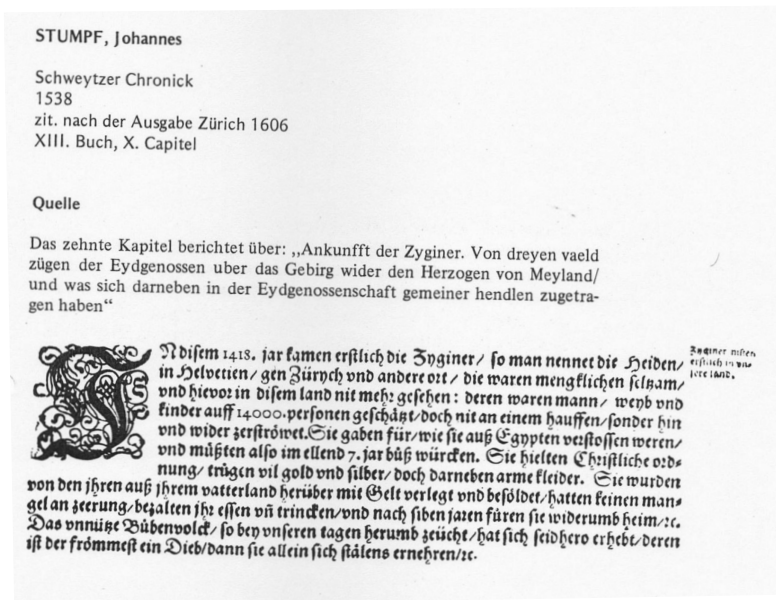 STUMPF, Johannes
Schweytzer Chronick
1538
zit. nach der Ausgabe Zürich 1606
XIII. Buch, X. Capitel
Quelle
Das zehnte Kapitel berichtet über: ,,Ankunfft der Zyginer. Von dreyen vaeld
zügen der Eydgenossen uber das Gebirg wider den Herzogen von Meyland/
und was sich darneben in der Eydgenossenschaft gemeiner hendlen zugetra-
gen haben“
IN disem 1418. jar kamen erstlich die Zyginer/ so man nennet die Heiden/
in Helvetien/ gen Zürych vnd andere ort/ die waren mengklichen seltzam/
vnd hievor in disem land nit mehr gesehen: deren waren mann/ weyb vnd
kinder auff 14000. personen geschätzt/ doch nit an einem hauffen/ sonder hin
vnd wider zerströwet. Sie gaben für/ wie sie auß Egypten verstossen weren/
vnd müßten also im ellend 7. jar büß würcken. Sie hielten Christliche ord-
nung/ trügen vil gold vnd silber/ doch darneben arme kleider. Sie wurden
von den jhren auß jhrem vatterland herüber mit Gelt verlegt vnd besöldet/ hatten keinen man-
gel an zeerung/ bezalten jhr essen vñ trincken/ vnd nach siben jaren füren sie widerumb heim/ ꝛc.
Das vnnütze Bübenvolck/ so bey vnseren tagen herumb zeücht/ hat sich seidhero erhebt/ deren
ist der frömmest ein Dieb/ dann sie allein sich stälens ernehren/ ꝛc.
Zyginer
erstlich in vn-
sere land.